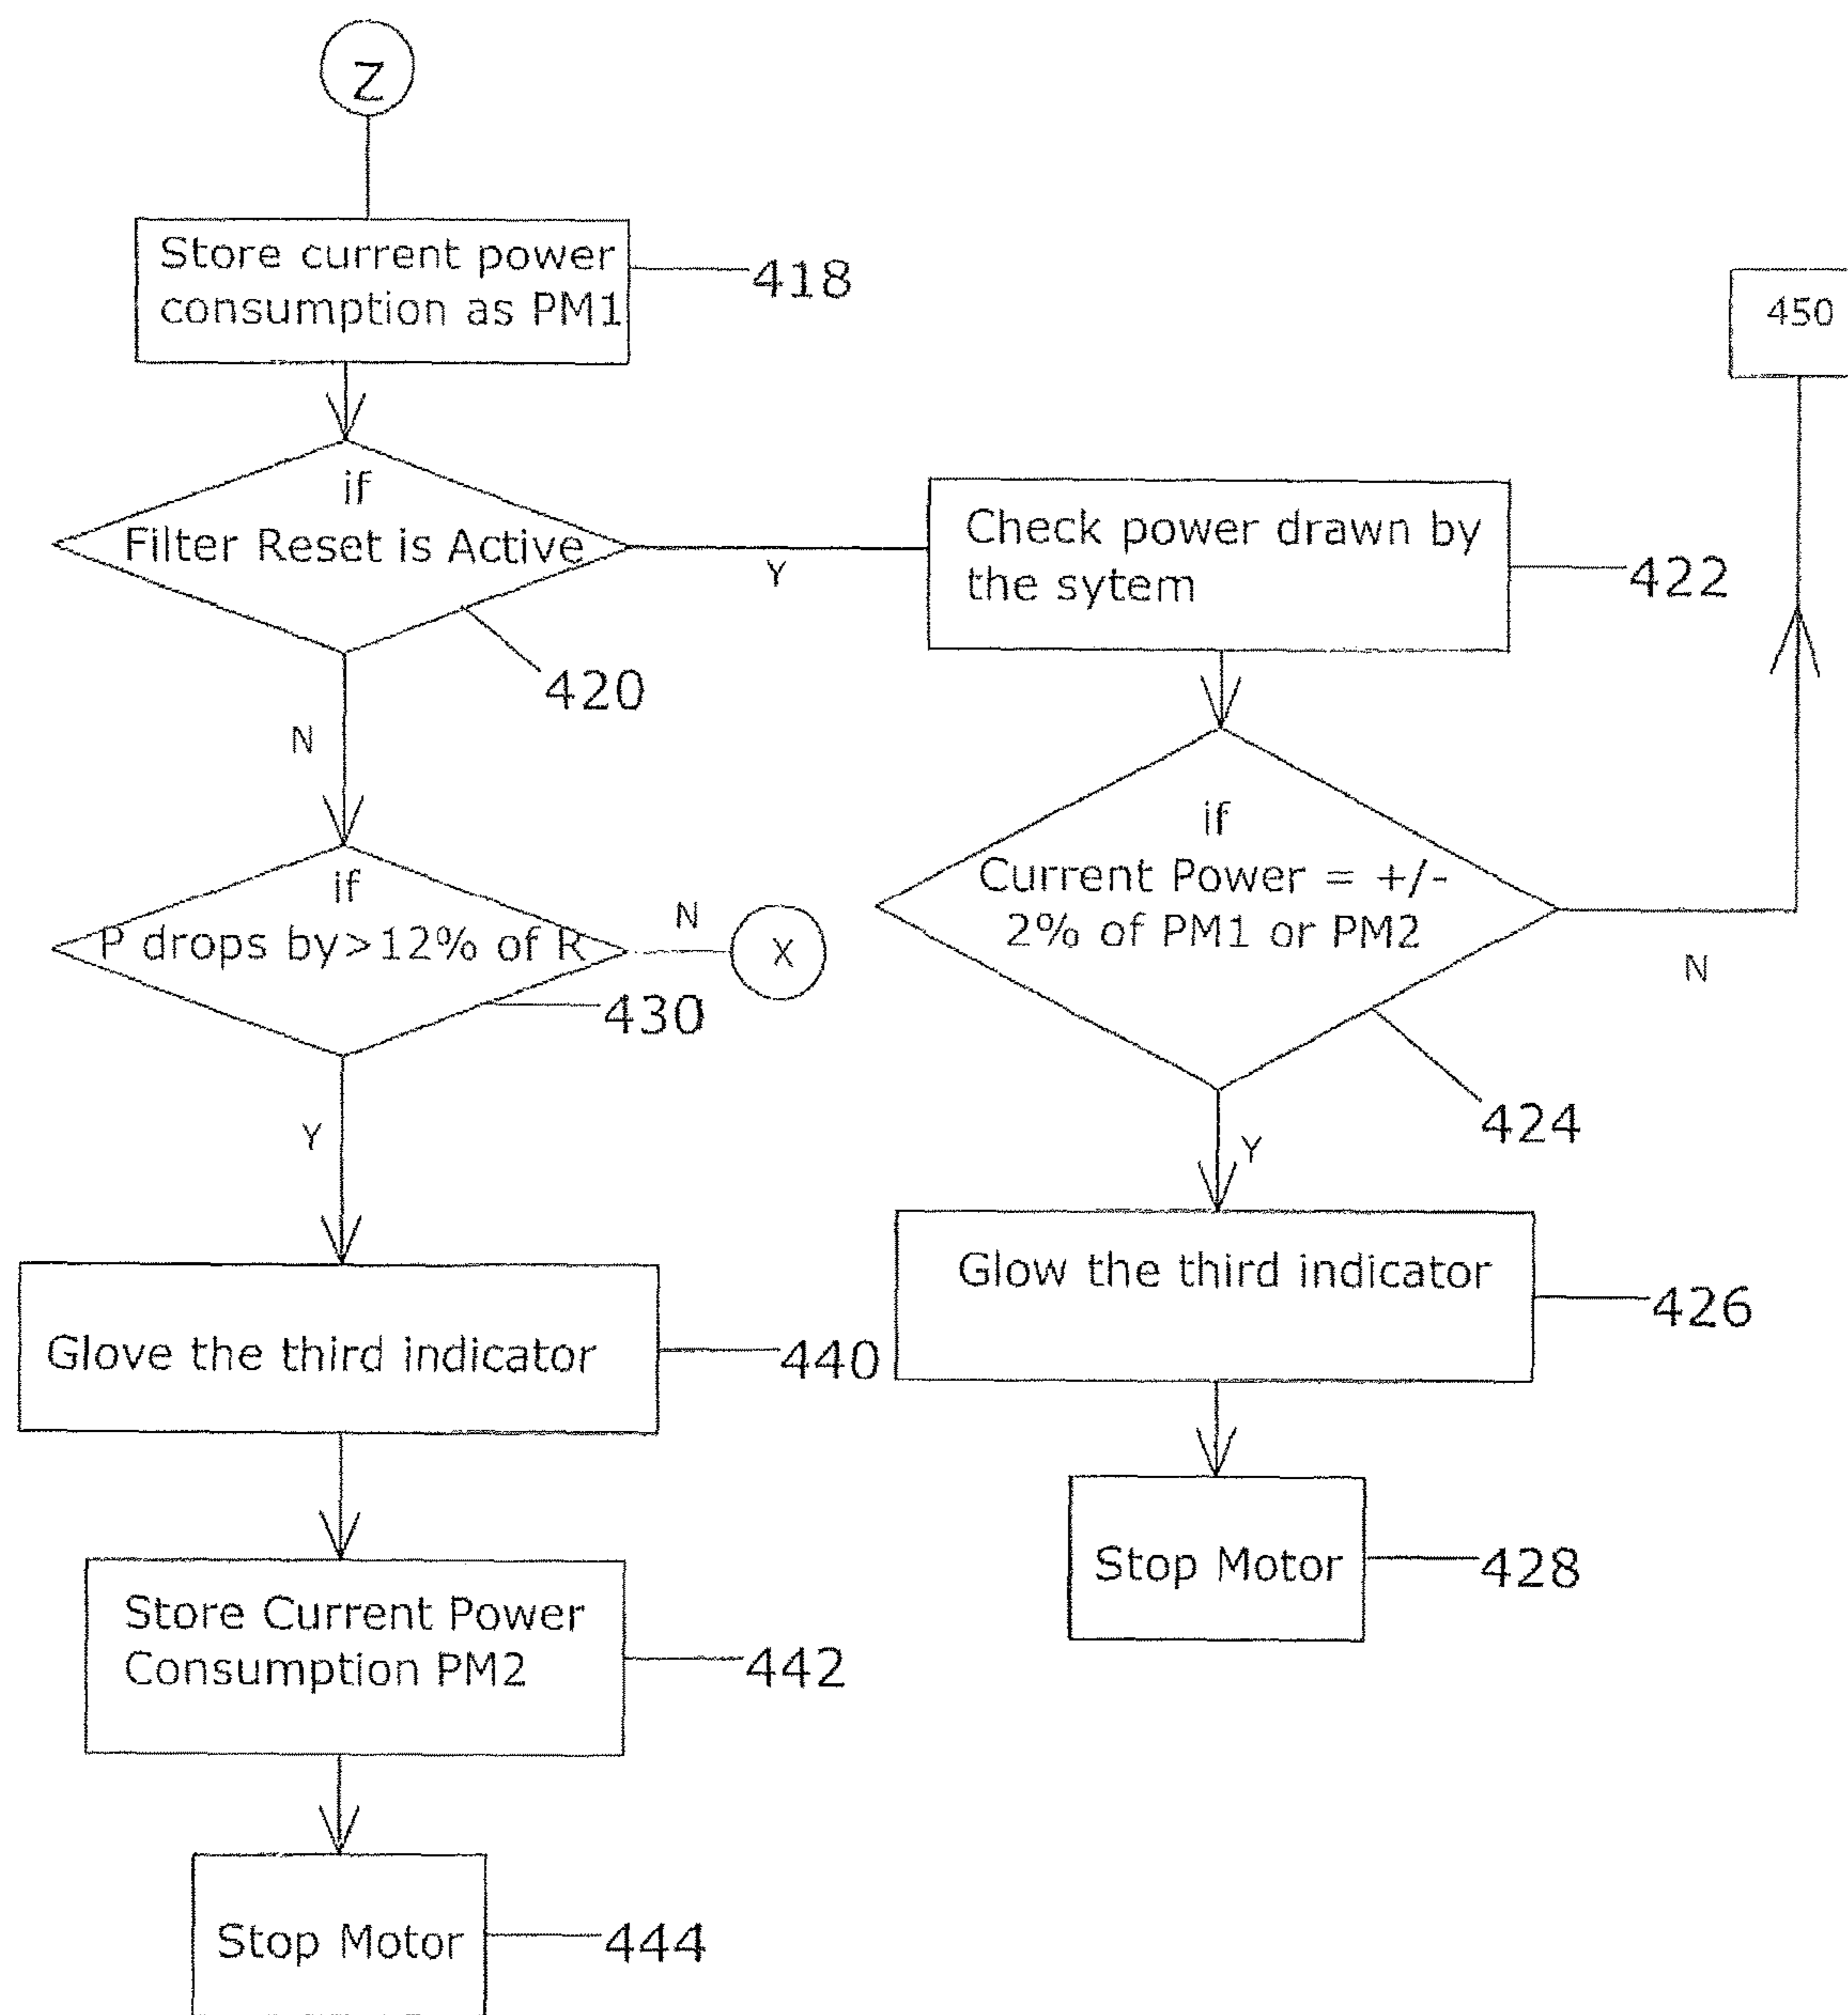 Z
Store current power
consumption as PM1
418
450
if
Filter Reset is Active
Y
420
Check power drawn by
the sytem
422
N
if
P drops by>12% of R
N
X
430
if
Current Power = +/-
2% of PM1 or PM2
N
424
Y
Y
Glove the third indicator
440
Glow the third indicator
426
Store Current Power
Consumption PM2
442
Stop Motor
428
Stop Motor
444